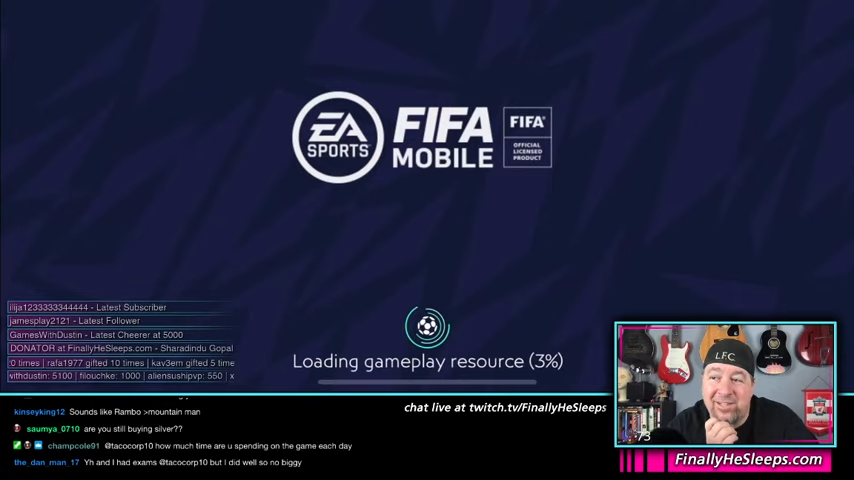 EA
SPORTS
FIFA
MOBILE
FIFA
OFFICIAL
LICENSED
PRODUCT
ilija1233333344444 - Latest Subscriber
jamesplay2121 - Latest Follower
GamesWithDustin - Latest Cheerer at 5000
DONATOR at FinallyHeSleeps.com - Sharadindu Gopal
0 times | rafa1977 gifted 10 times | kav3em gifted 5 time
vithdustin: 5100 | filouchke: 1000 | aliensushipvp: 550 | x
Loading gameplay resource (3%)
L.F.C.
73
chat live at twitch.tv/FinallyHeSleeps
kinseyking12 Sounds like Rambo >mountain man
saumya_0710 are you still buying silver??
champcole91 @tacocorp10 how much time are u spending on the game each day
the_dan_man_17 Yh and I had exams @tacocorp10 but I did well so no biggy
FinallyHeSleeps.com